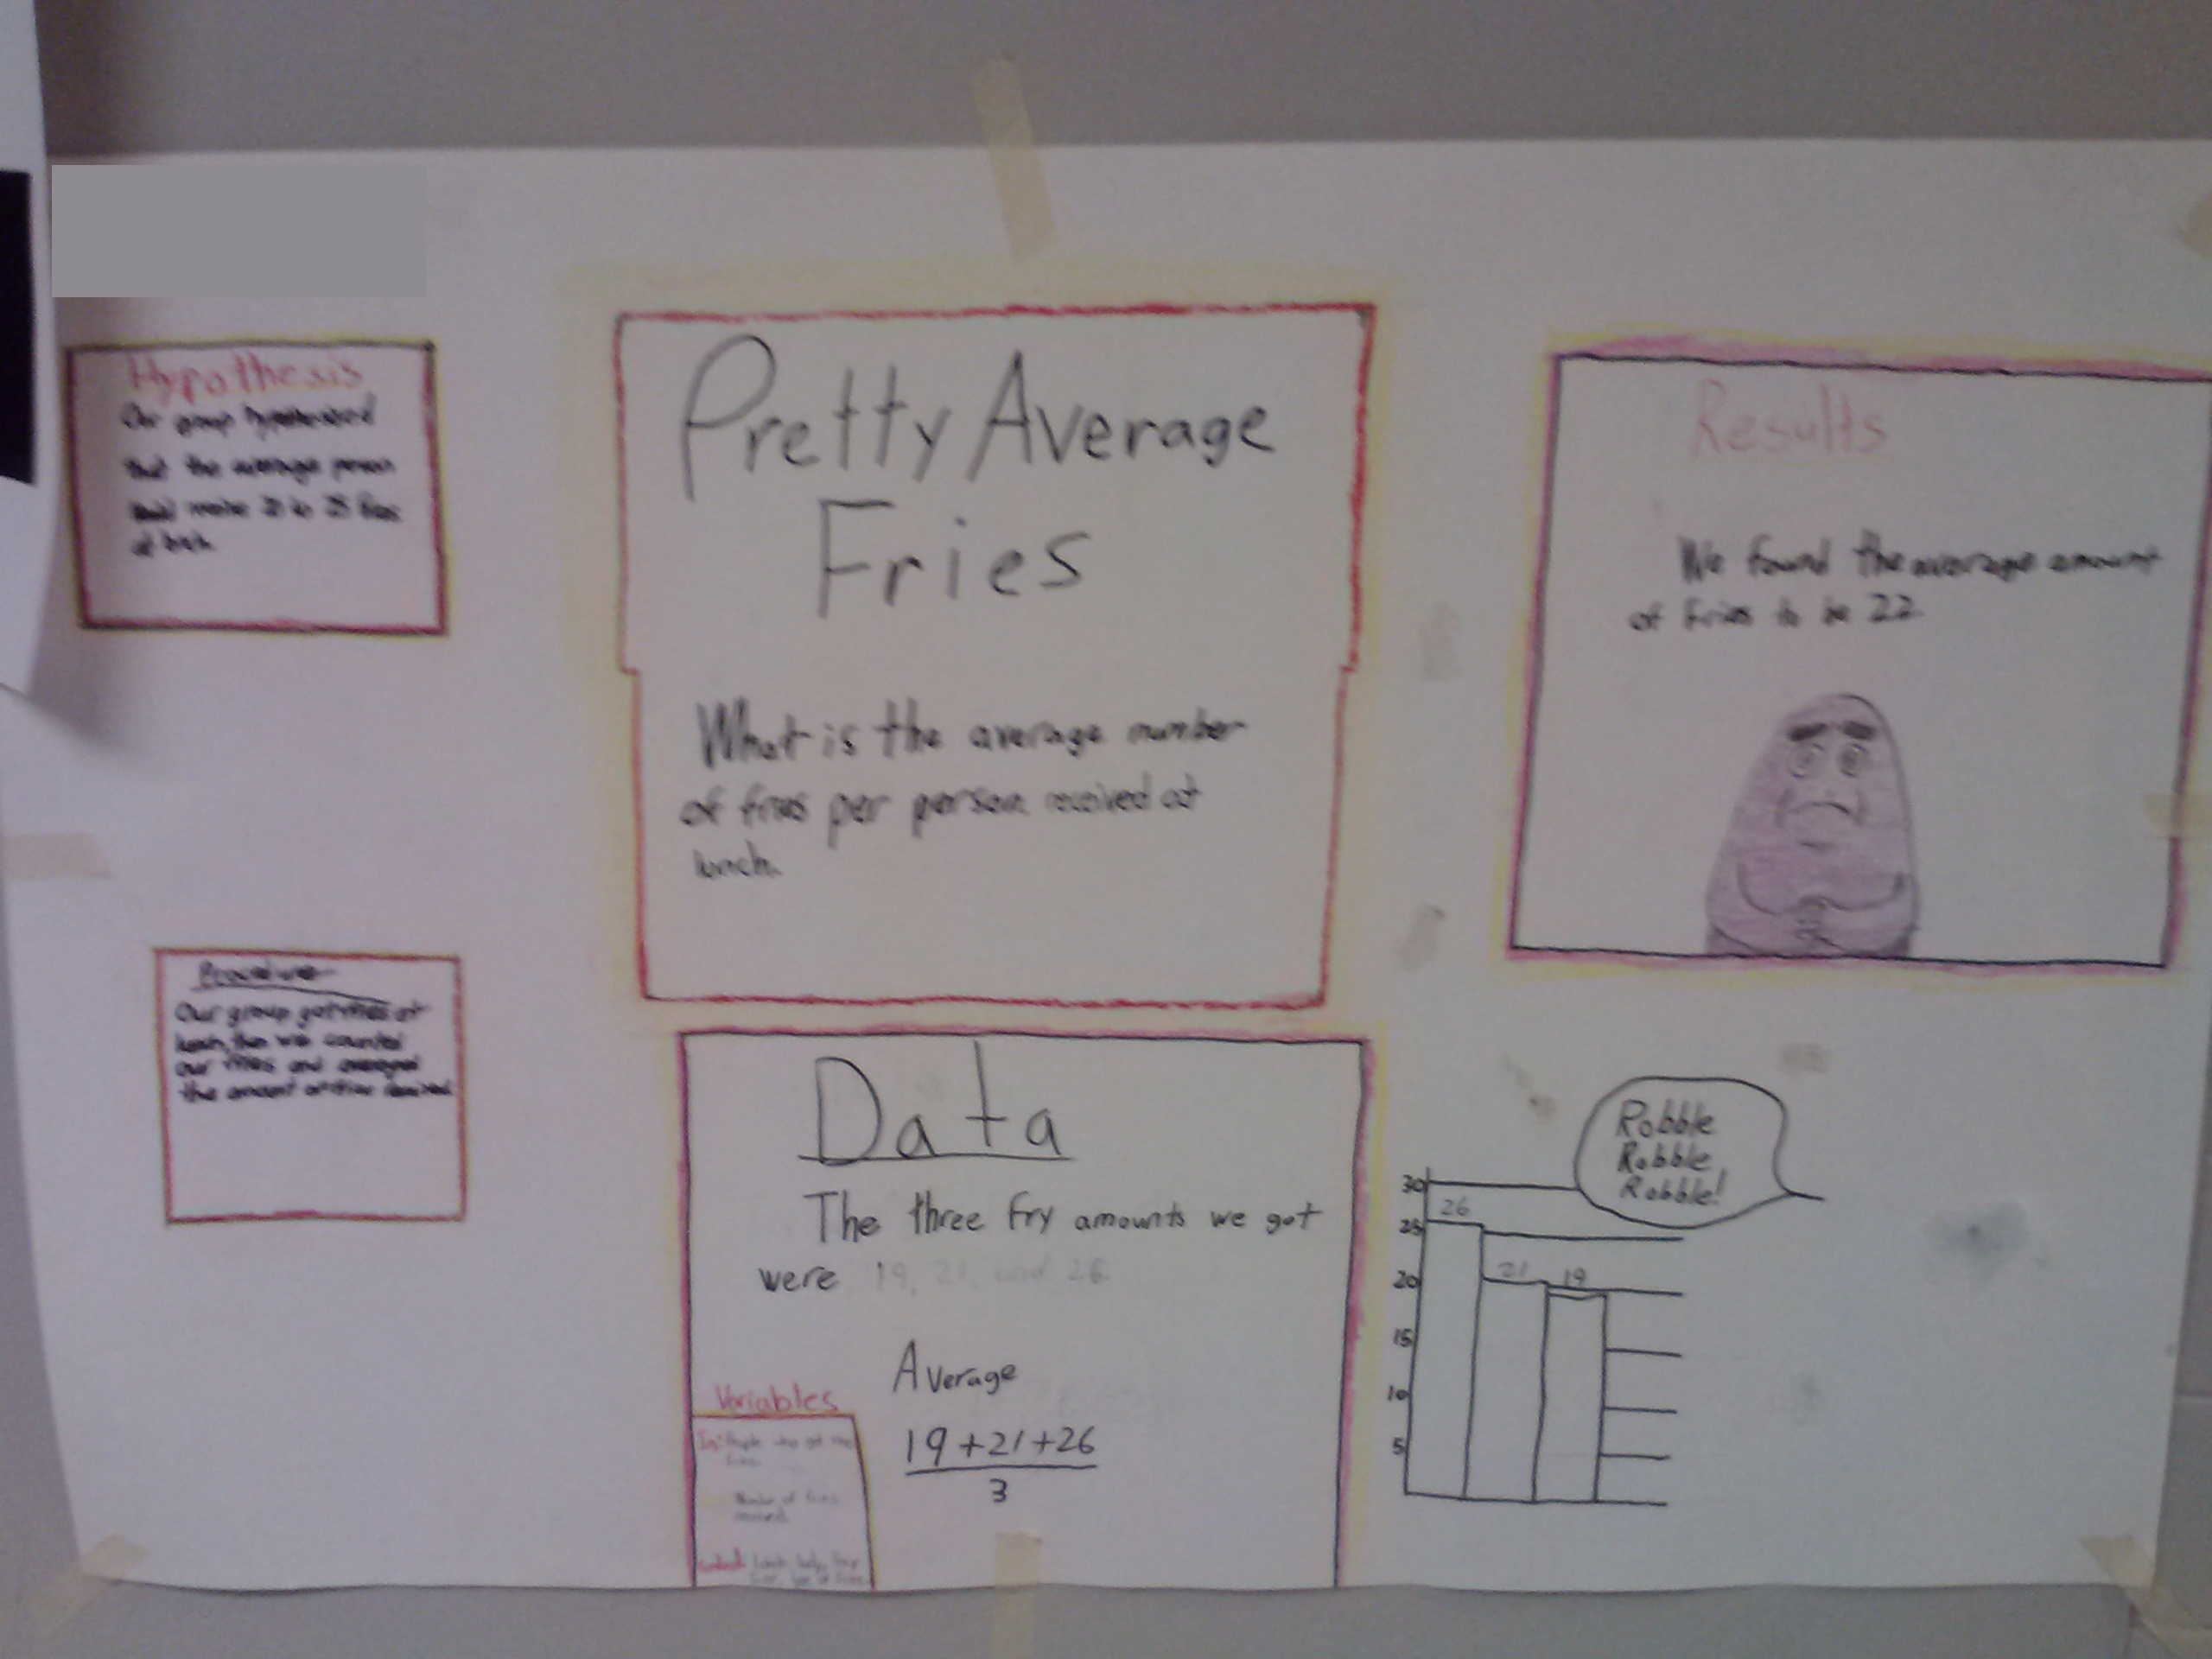 Hypothesis
Our group hypothesized
that the average person
would receive 20 to 25 fries
at lunch.
Procedure
Our group got fries at
lunch, then we counted
our fries and averaged
the amount of fries received.
Pretty Average
Fries
What is the average number
of fries per person received at
lunch.
Data
The three fry amounts we got
were 19, 21, and 26.
Average
19+21+26
3
Variables
People who got the
fries.
Number of fries
received.
Results
We found the average amount
of fries to be 22.
Robble
Robble
Robble!
30
25
20
15
10
5
26
21
19